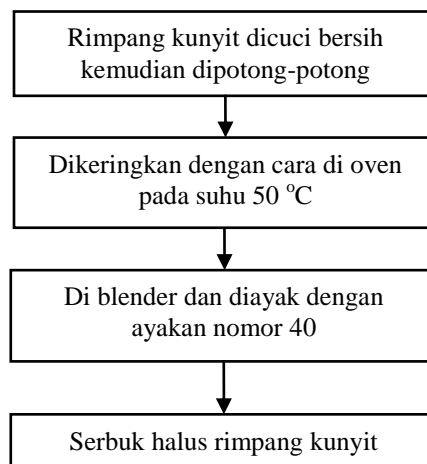 Rimpang kunyit dicuci bersih
kemudian dipotong-potong
Dikeringkan dengan cara di oven
pada suhu 50 °C
Di blender dan diayak dengan
ayakan nomor 40
Serbuk halus rimpang kunyit